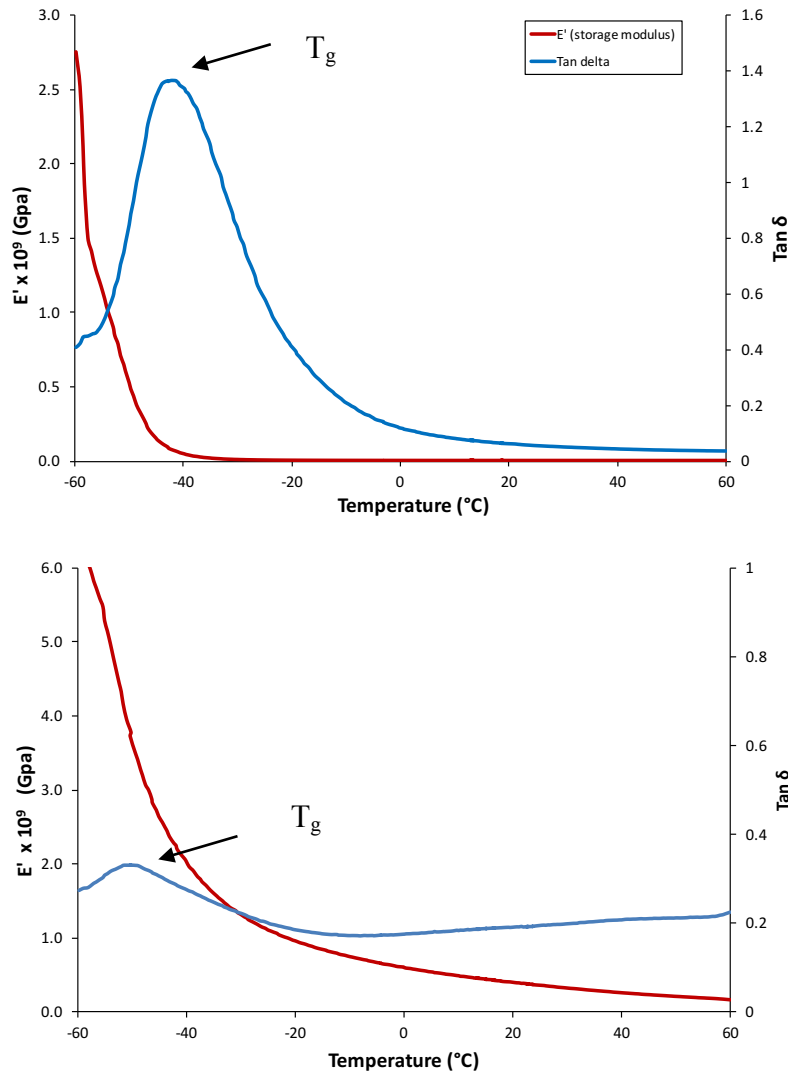 3.0
2.5
2.0
1.5
1.0
0.5
0.0
E' x 10⁹ (Gpa)
Tg
E' (storage modulus)
Tan delta
1.6
1.4
1.2
1
0.8
0.6
0.4
0.2
0
Tan δ
-60 -40 -20 0 20 40 60
Temperature (°C)
6.0
5.0
4.0
3.0
2.0
1.0
0.0
E' x 10⁹ (Gpa)
Tg
1
0.8
0.6
0.4
0.2
0
Tan δ
-60 -40 -20 0 20 40 60
Temperature (°C)